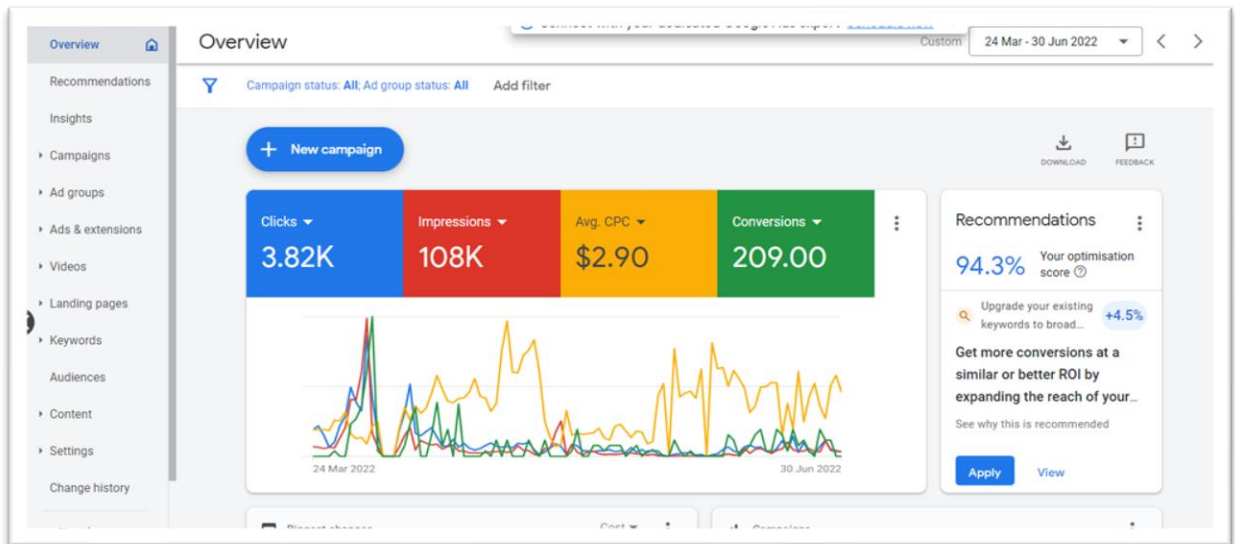 Overview
Recommendations
Insights
Campaigns
Ad groups
Ads & extensions
Videos
Landing pages
Keywords
Audiences
Content
Settings
Change history
Overview
Custom
24 Mar - 30 Jun 2022
Campaign status: All; Ad group status: All
Add filter
New campaign
DOWNLOAD
FEEDBACK
Clicks
3.82K
Impressions
108K
Avg. CPC
$2.90
Conversions
209.00
24 Mar 2022
30 Jun 2022
Recommendations
94.3%
Your optimisation
score
Upgrade your existing
keywords to broad...
+4.5%
Get more conversions at a
similar or better ROI by
expanding the reach of your...
See why this is recommended
Apply
View
Cost